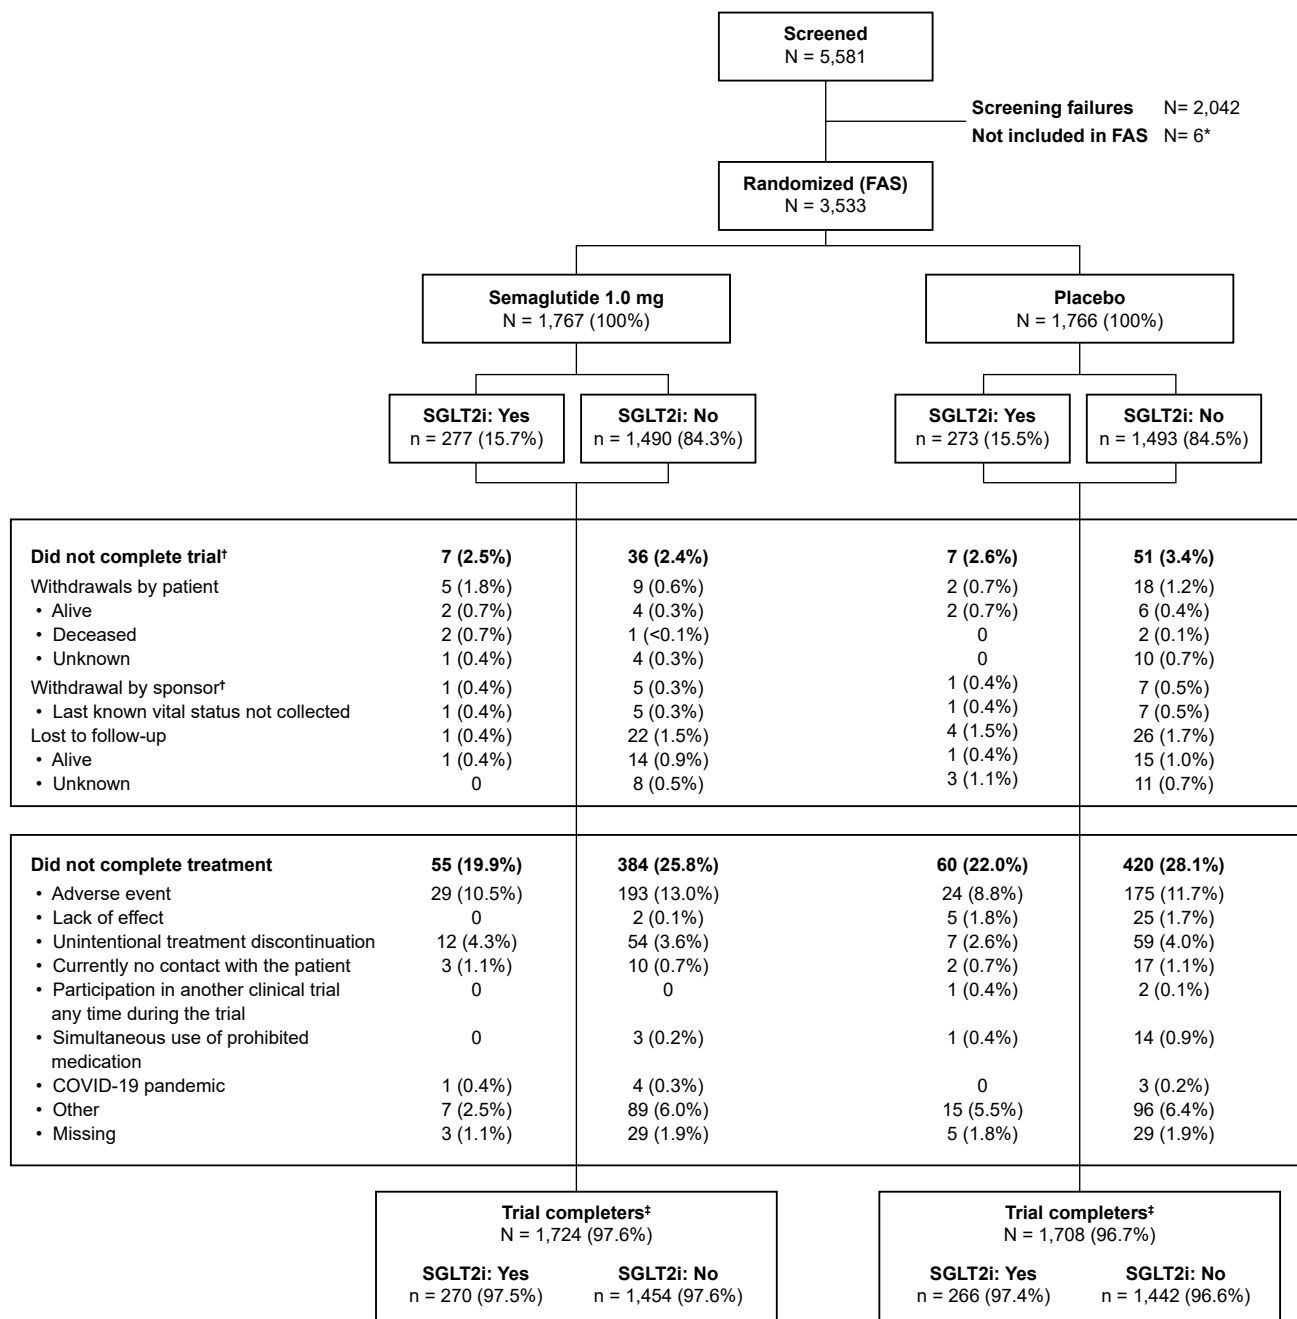 Screened
N = 5,581
Screening failures N= 2,042
Not included in FAS N= 6*
Randomized (FAS)
N = 3,533
Semaglutide 1.0 mg
N = 1,767 (100%)
Placebo
N = 1,766 (100%)
SGLT2i: Yes
n = 277 (15.7%)
SGLT2i: No
n = 1,490 (84.3%)
SGLT2i: Yes
n = 273 (15.5%)
SGLT2i: No
n = 1,493 (84.5%)
Did not complete trial† 7 (2.5%) 36 (2.4%) 7 (2.6%) 51 (3.4%)
Withdrawals by patient 5 (1.8%) 9 (0.6%) 2 (0.7%) 18 (1.2%)
• Alive 2 (0.7%) 4 (0.3%) 2 (0.7%) 6 (0.4%)
• Deceased 2 (0.7%) 1 (<0.1%) 0 2 (0.1%)
• Unknown 1 (0.4%) 4 (0.3%) 0 10 (0.7%)
Withdrawal by sponsor† 1 (0.4%) 5 (0.3%) 1 (0.4%) 7 (0.5%)
• Last known vital status not collected 1 (0.4%) 5 (0.3%) 1 (0.4%) 7 (0.5%)
Lost to follow-up 1 (0.4%) 22 (1.5%) 4 (1.5%) 26 (1.7%)
• Alive 1 (0.4%) 14 (0.9%) 1 (0.4%) 15 (1.0%)
• Unknown 0 8 (0.5%) 3 (1.1%) 11 (0.7%)
Did not complete treatment 55 (19.9%) 384 (25.8%) 60 (22.0%) 420 (28.1%)
• Adverse event 29 (10.5%) 193 (13.0%) 24 (8.8%) 175 (11.7%)
• Lack of effect 0 2 (0.1%) 5 (1.8%) 25 (1.7%)
• Unintentional treatment discontinuation 12 (4.3%) 54 (3.6%) 7 (2.6%) 59 (4.0%)
• Currently no contact with the patient 3 (1.1%) 10 (0.7%) 2 (0.7%) 17 (1.1%)
• Participation in another clinical trial 0 0 1 (0.4%) 2 (0.1%)
any time during the trial
• Simultaneous use of prohibited 0 3 (0.2%) 1 (0.4%) 14 (0.9%)
medication
• COVID-19 pandemic 1 (0.4%) 4 (0.3%) 0 3 (0.2%)
• Other 7 (2.5%) 89 (6.0%) 15 (5.5%) 96 (6.4%)
• Missing 3 (1.1%) 29 (1.9%) 5 (1.8%) 29 (1.9%)
Trial completers‡
N = 1,724 (97.6%)
SGLT2i: Yes SGLT2i: No
n = 270 (97.5%) n = 1,454 (97.6%)
Trial completers‡
N = 1,708 (96.7%)
SGLT2i: Yes SGLT2i: No
n = 266 (97.4%) n = 1,442 (96.6%)